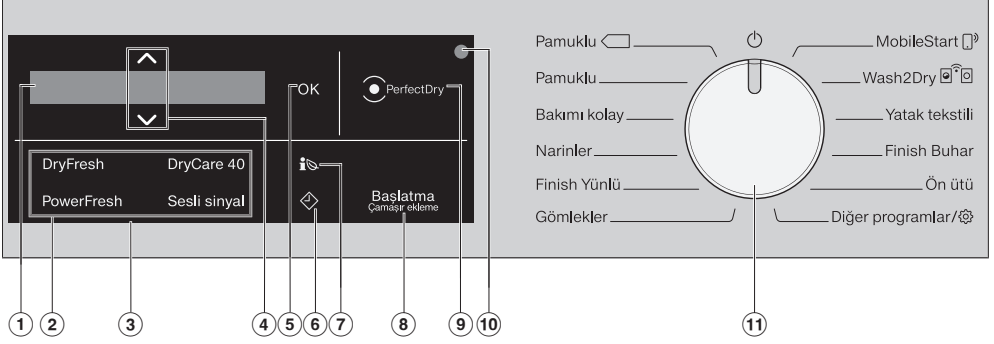 OK
PerfectDry
DryFresh DryCare 40
PowerFresh Sesli sinyal
Başlatma
Çamaşır ekleme
Pamuklu
Pamuklu
Bakımı kolay
Narinler
Finish Yünlü
Gömlekler
MobileStart
Wash2Dry
Yatak tekstili
Finish Buhar
Ön ütü
Diğer programlar/
1 2 3 4 5 6 7 8 9 10 11